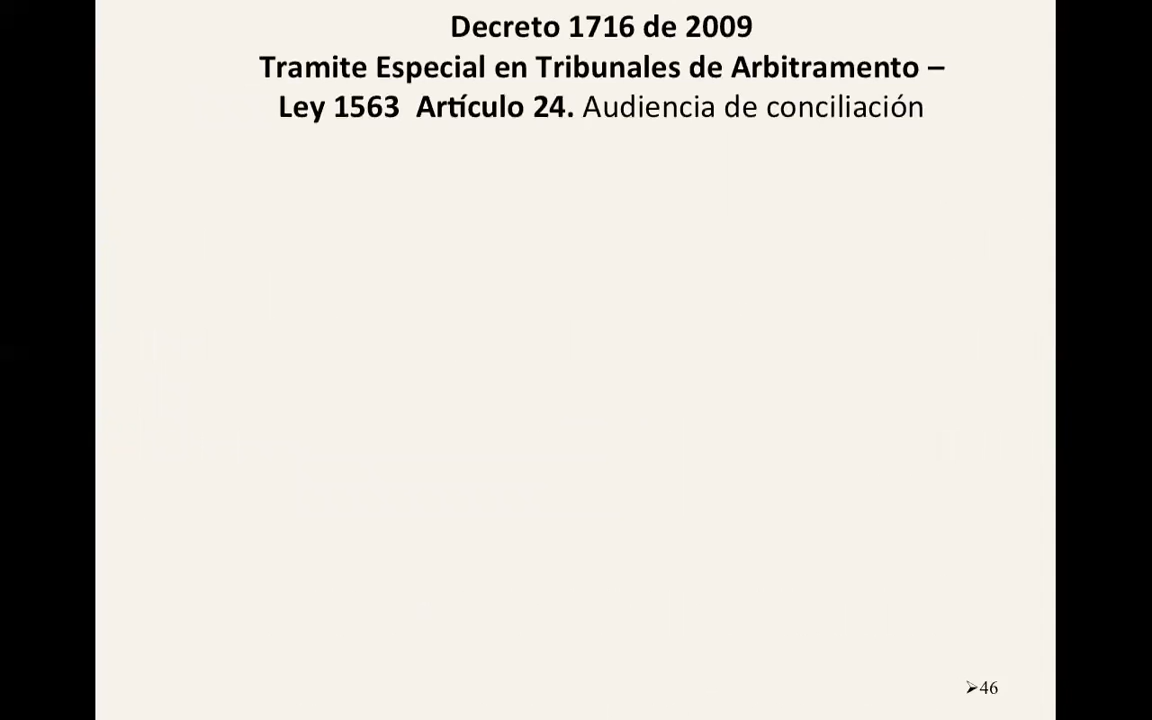 Decreto 1716 de 2009
Tramite Especial en Tribunales de Arbitramento –
Ley 1563 Artículo 24. Audiencia de conciliación
➢46